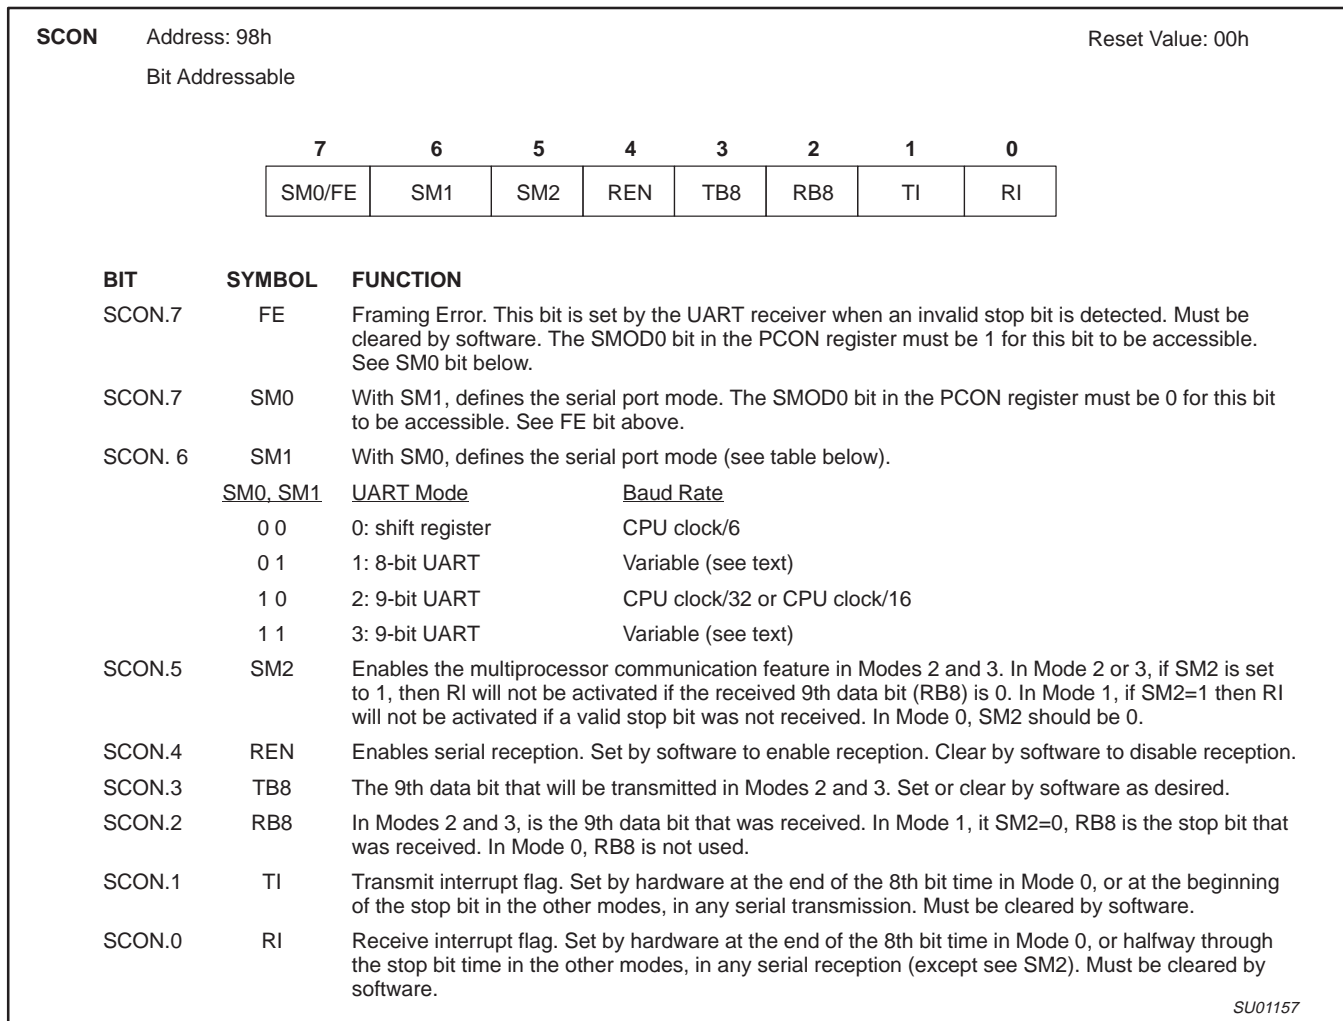 SCON Address: 98h Reset Value: 00h
Bit Addressable
7 6 5 4 3 2 1 0
SM0/FE SM1 SM2 REN TB8 RB8 TI RI
BIT SYMBOL FUNCTION
SCON.7 FE Framing Error. This bit is set by the UART receiver when an invalid stop bit is detected. Must be
cleared by software. The SMOD0 bit in the PCON register must be 1 for this bit to be accessible.
See SM0 bit below.
SCON.7 SM0 With SM1, defines the serial port mode. The SMOD0 bit in the PCON register must be 0 for this bit
to be accessible. See FE bit above.
SCON. 6 SM1 With SM0, defines the serial port mode (see table below).
SM0, SM1 UART Mode Baud Rate
0 0 0: shift register CPU clock/6
0 1 1: 8-bit UART Variable (see text)
1 0 2: 9-bit UART CPU clock/32 or CPU clock/16
1 1 3: 9-bit UART Variable (see text)
SCON.5 SM2 Enables the multiprocessor communication feature in Modes 2 and 3. In Mode 2 or 3, if SM2 is set
to 1, then RI will not be activated if the received 9th data bit (RB8) is 0. In Mode 1, if SM2=1 then RI
will not be activated if a valid stop bit was not received. In Mode 0, SM2 should be 0.
SCON.4 REN Enables serial reception. Set by software to enable reception. Clear by software to disable reception.
SCON.3 TB8 The 9th data bit that will be transmitted in Modes 2 and 3. Set or clear by software as desired.
SCON.2 RB8 In Modes 2 and 3, is the 9th data bit that was received. In Mode 1, it SM2=0, RB8 is the stop bit that
was received. In Mode 0, RB8 is not used.
SCON.1 TI Transmit interrupt flag. Set by hardware at the end of the 8th bit time in Mode 0, or at the beginning
of the stop bit in the other modes, in any serial transmission. Must be cleared by software.
SCON.0 RI Receive interrupt flag. Set by hardware at the end of the 8th bit time in Mode 0, or halfway through
the stop bit time in the other modes, in any serial reception (except see SM2). Must be cleared by
software.
SU01157